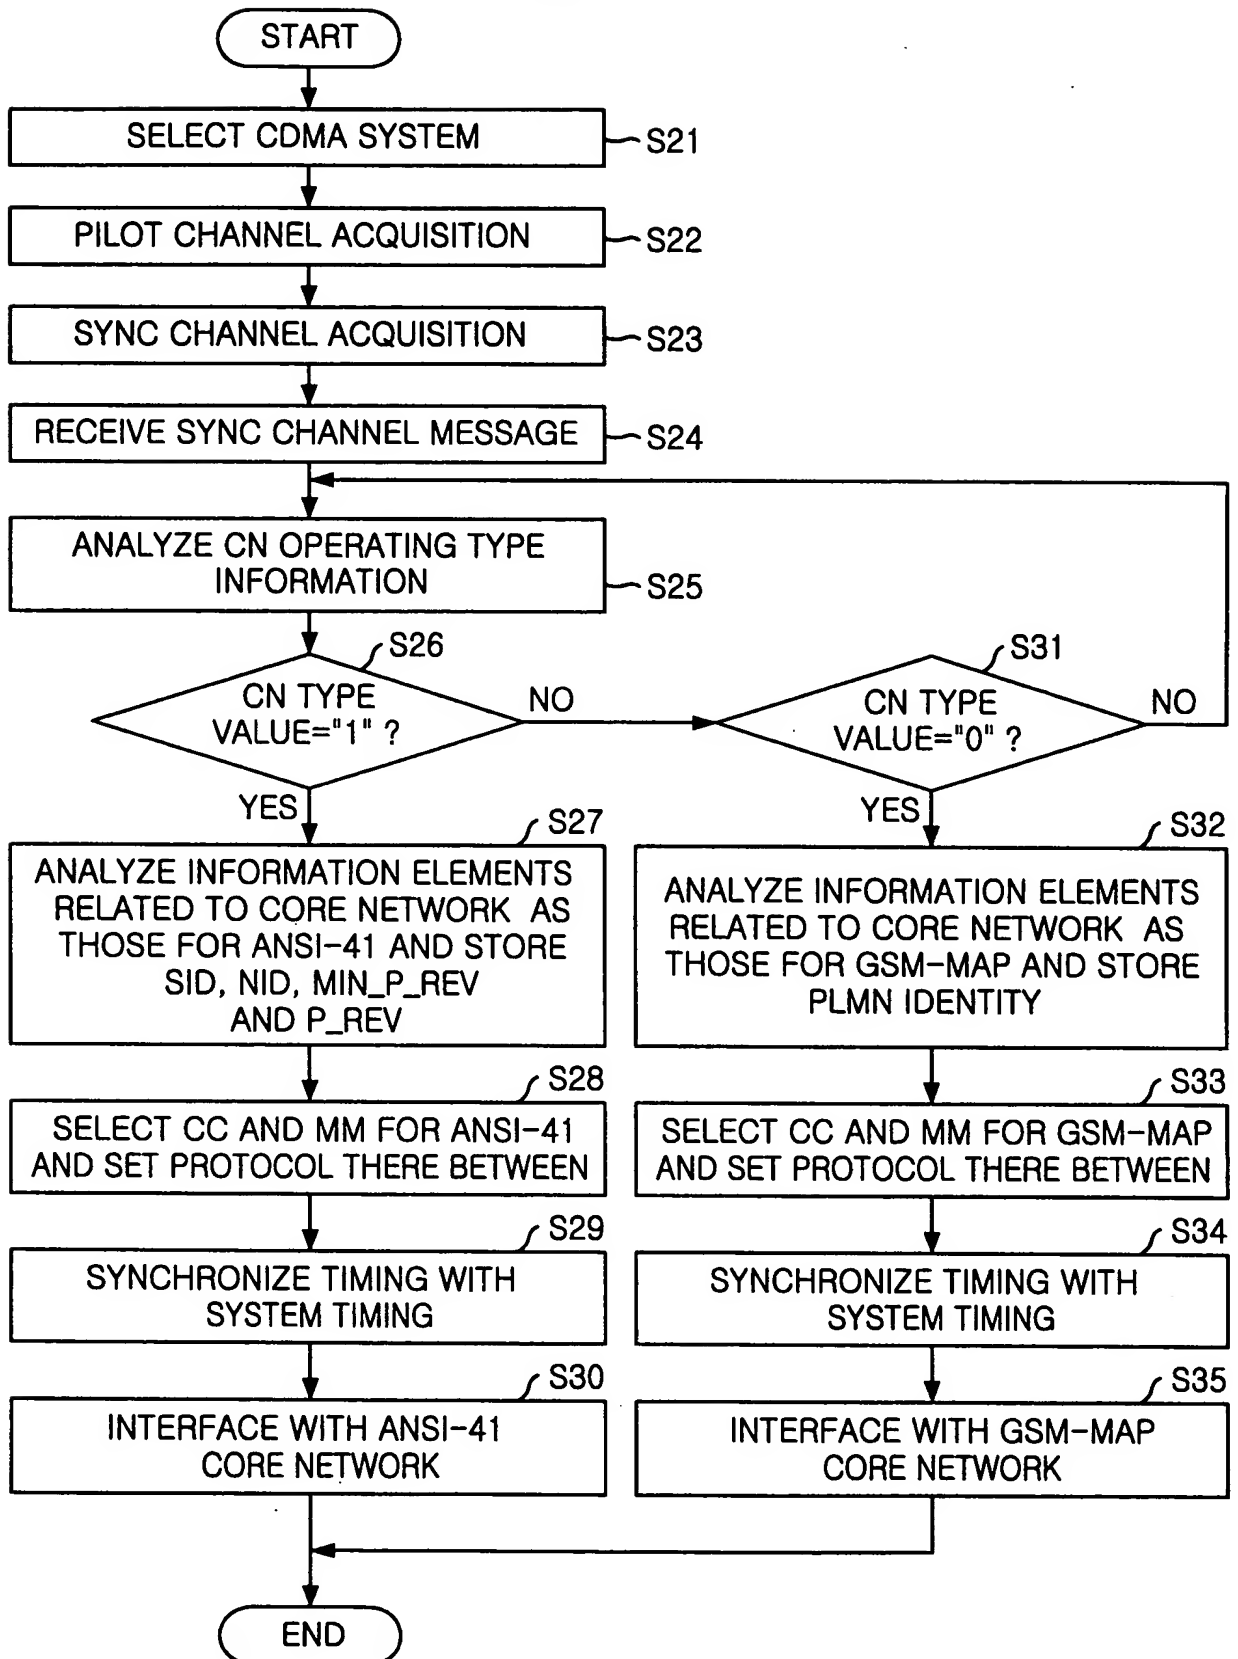 START
SELECT CDMA SYSTEM
S21
PILOT CHANNEL ACQUISITION
S22
SYNC CHANNEL ACQUISITION
S23
RECEIVE SYNC CHANNEL MESSAGE
S24
ANALYZE CN OPERATING TYPE
INFORMATION
S25
S26
CN TYPE
VALUE="1" ?
NO
YES
S31
CN TYPE
VALUE="0" ?
NO
YES
S27
ANALYZE INFORMATION ELEMENTS
RELATED TO CORE NETWORK AS
THOSE FOR ANSI-41 AND STORE
SID, NID, MIN_P_REV
AND P_REV
S32
ANALYZE INFORMATION ELEMENTS
RELATED TO CORE NETWORK AS
THOSE FOR GSM-MAP AND STORE
PLMN IDENTITY
S28
SELECT CC AND MM FOR ANSI-41
AND SET PROTOCOL THERE BETWEEN
S33
SELECT CC AND MM FOR GSM-MAP
AND SET PROTOCOL THERE BETWEEN
S29
SYNCHRONIZE TIMING WITH
SYSTEM TIMING
S34
SYNCHRONIZE TIMING WITH
SYSTEM TIMING
S30
INTERFACE WITH ANSI-41
CORE NETWORK
S35
INTERFACE WITH GSM-MAP
CORE NETWORK
END